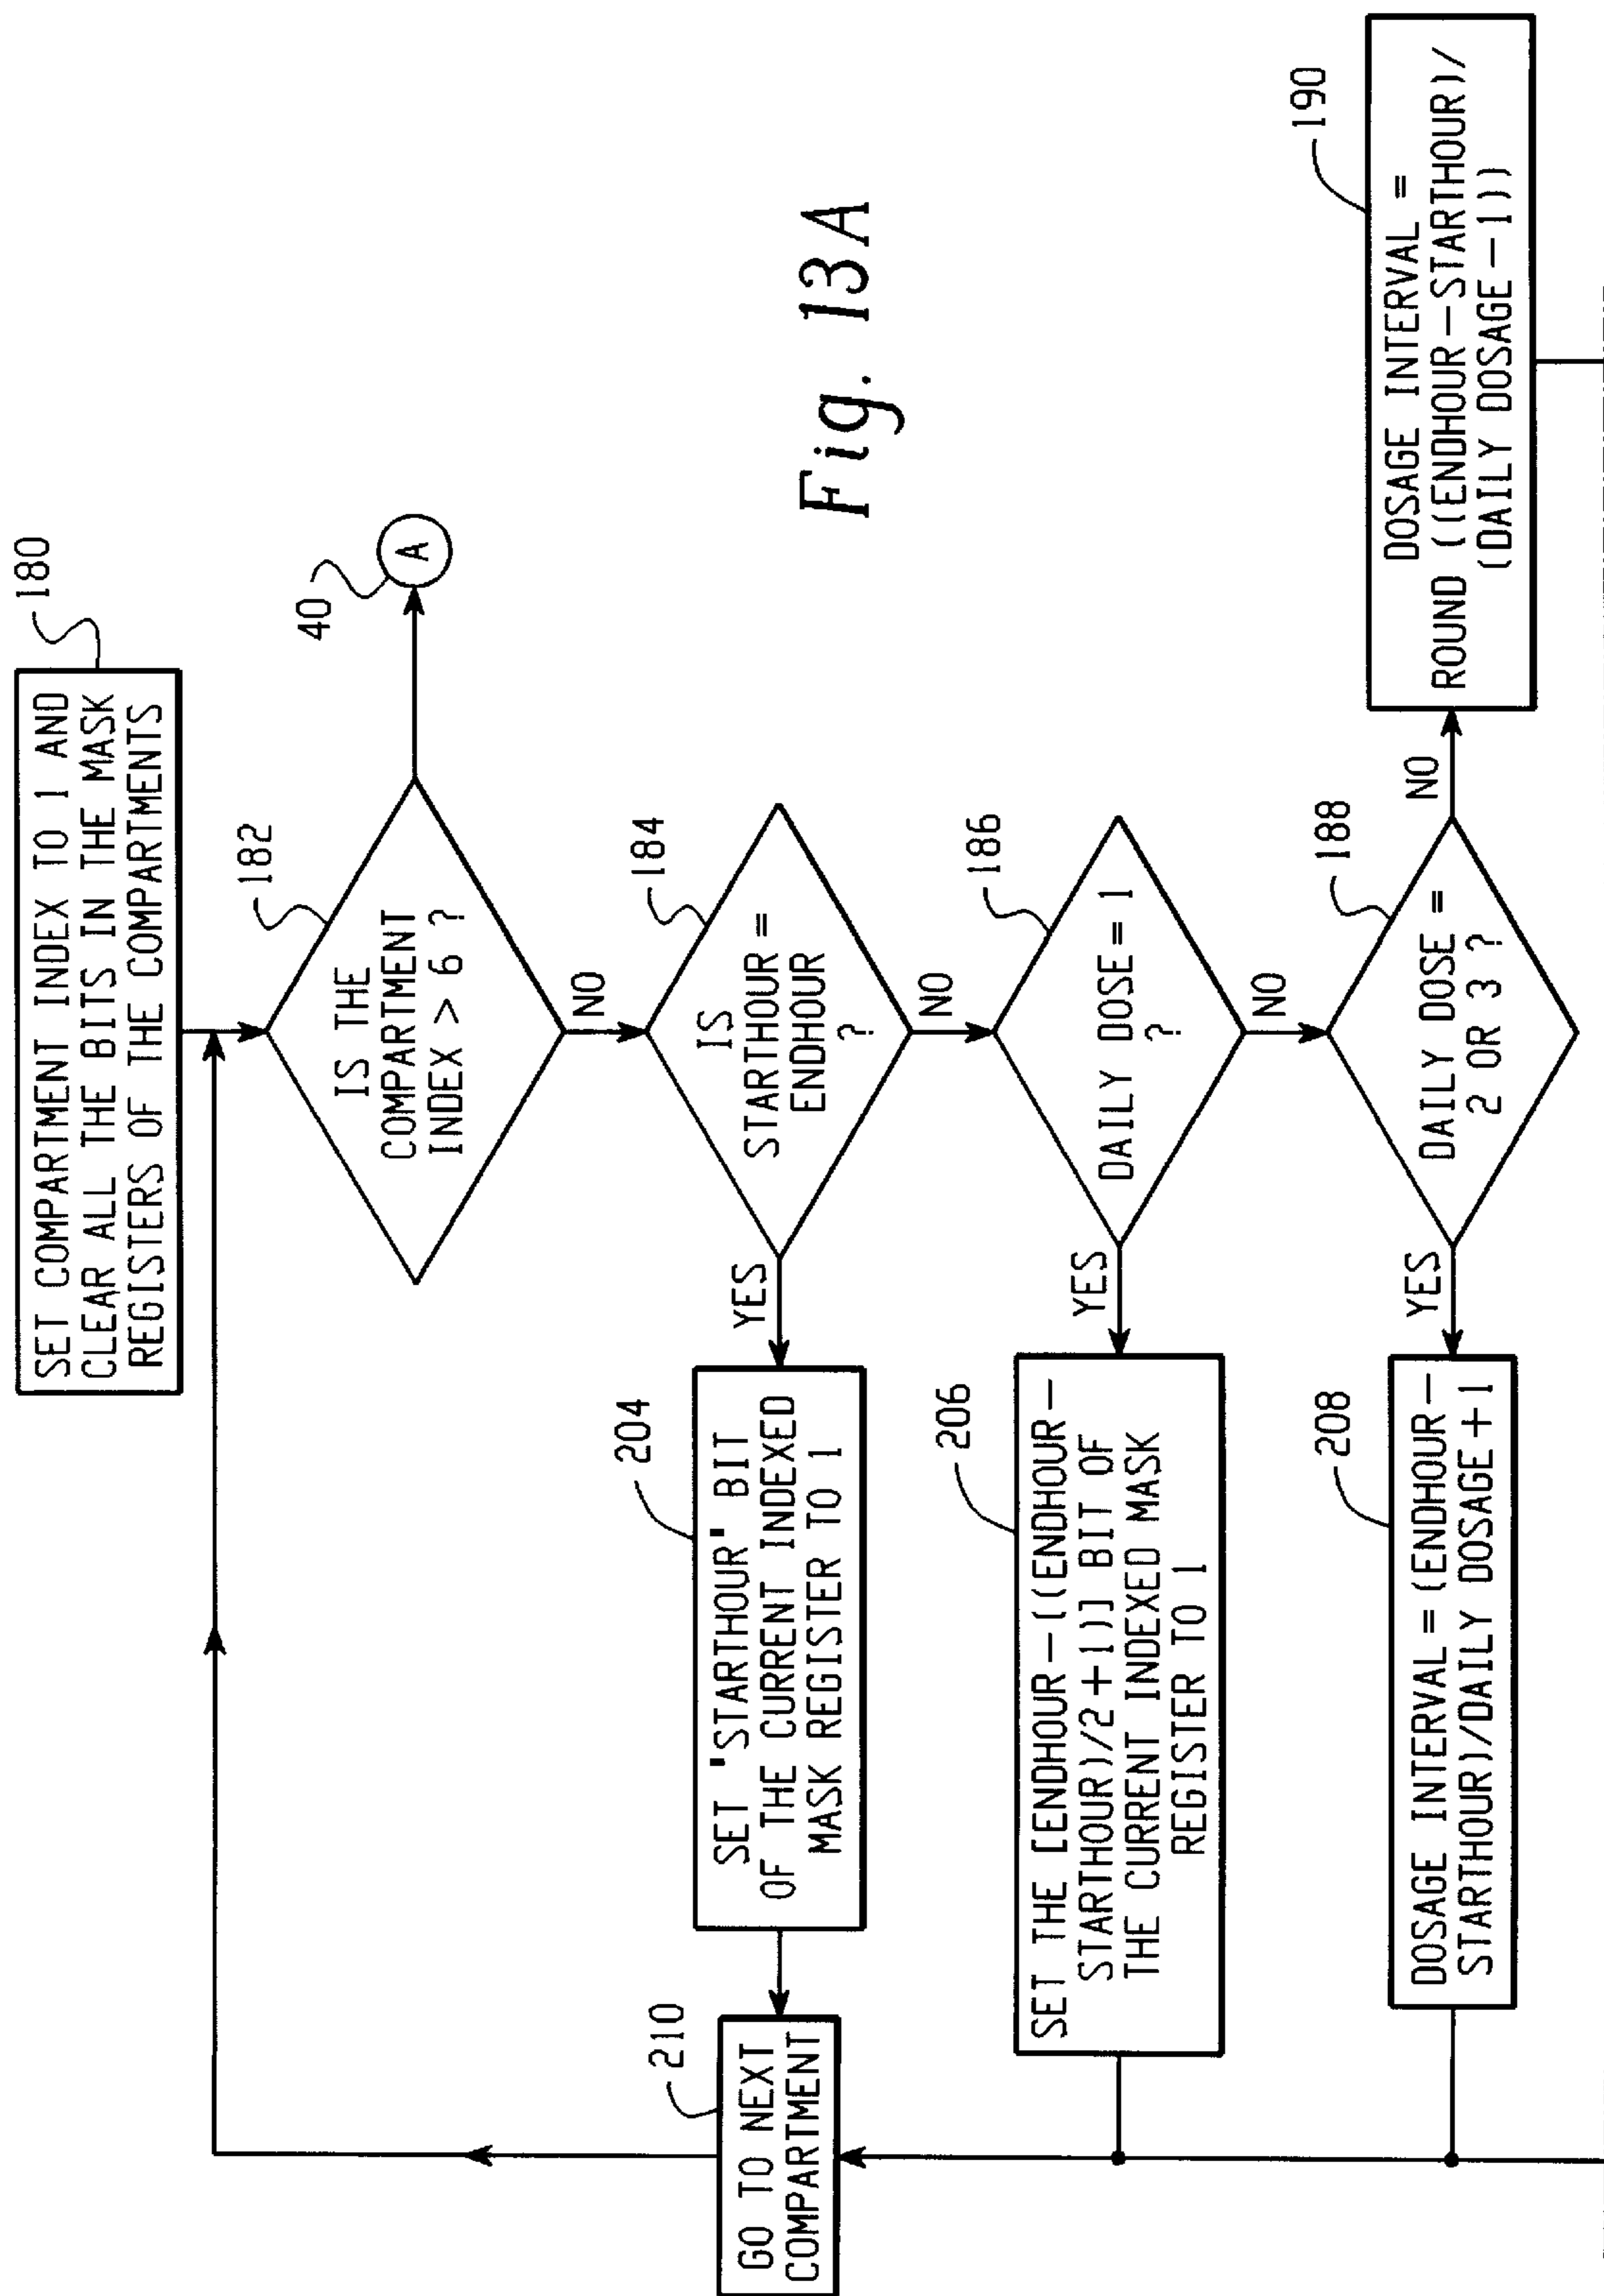 SET COMPARTMENT INDEX TO 1 AND
CLEAR ALL THE BITS IN THE MASK
REGISTERS OF THE COMPARTMENTS
180
IS THE
COMPARTMENT
INDEX > 6 ?
182
40
A
NO
IS
STARTHOUR =
ENDHOUR
?
184
YES
SET 'STARTHOUR' BIT
OF THE CURRENT INDEXED
MASK REGISTER TO 1
204
GO TO NEXT
COMPARTMENT
210
NO
DAILY DOSE = 1
?
186
YES
SET THE [ENDHOUR-((ENDHOUR-
STARTHOUR)/2+1)] BIT OF
THE CURRENT INDEXED MASK
REGISTER TO 1
206
NO
DAILY DOSE =
2 OR 3 ?
188
YES
DOSAGE INTERVAL = (ENDHOUR-
STARTHOUR)/DAILY DOSAGE +1
208
NO
DOSAGE INTERVAL =
ROUND ((ENDHOUR-STARTHOUR)/
(DAILY DOSAGE-1))
190
Fig. 13A